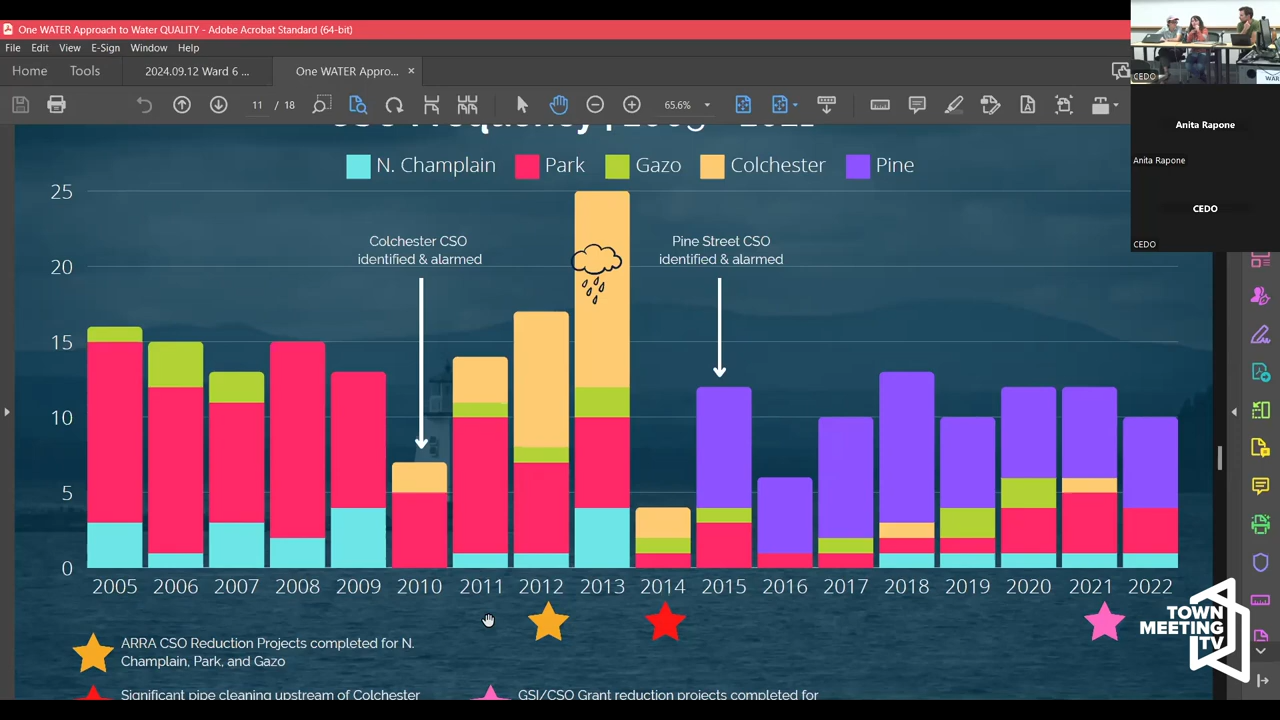 One WATER Approach to Water QUALITY - Adobe Acrobat Standard (64-bit)
File Edit View E-Sign Window Help
Home Tools 2024.09.12 Ward 6 ... One WATER Appro... ×
11 / 18 65.6%
CSO Frequency | 2005 - 2022
N. Champlain Park Gazo Colchester Pine
25
20
15
10
5
0
Colchester CSO
identified & alarmed
Pine Street CSO
identified & alarmed
2005 2006 2007 2008 2009 2010 2011 2012 2013 2014 2015 2016 2017 2018 2019 2020 2021 2022
ARRA CSO Reduction Projects completed for N.
Champlain, Park, and Gazo
Significant pipe cleaning upstream of Colchester
GSI/CSO Grant reduction projects completed for
CEDO
Anita Rapone
Anita Rapone
CEDO
CEDO
TOWN
MEETING
TV